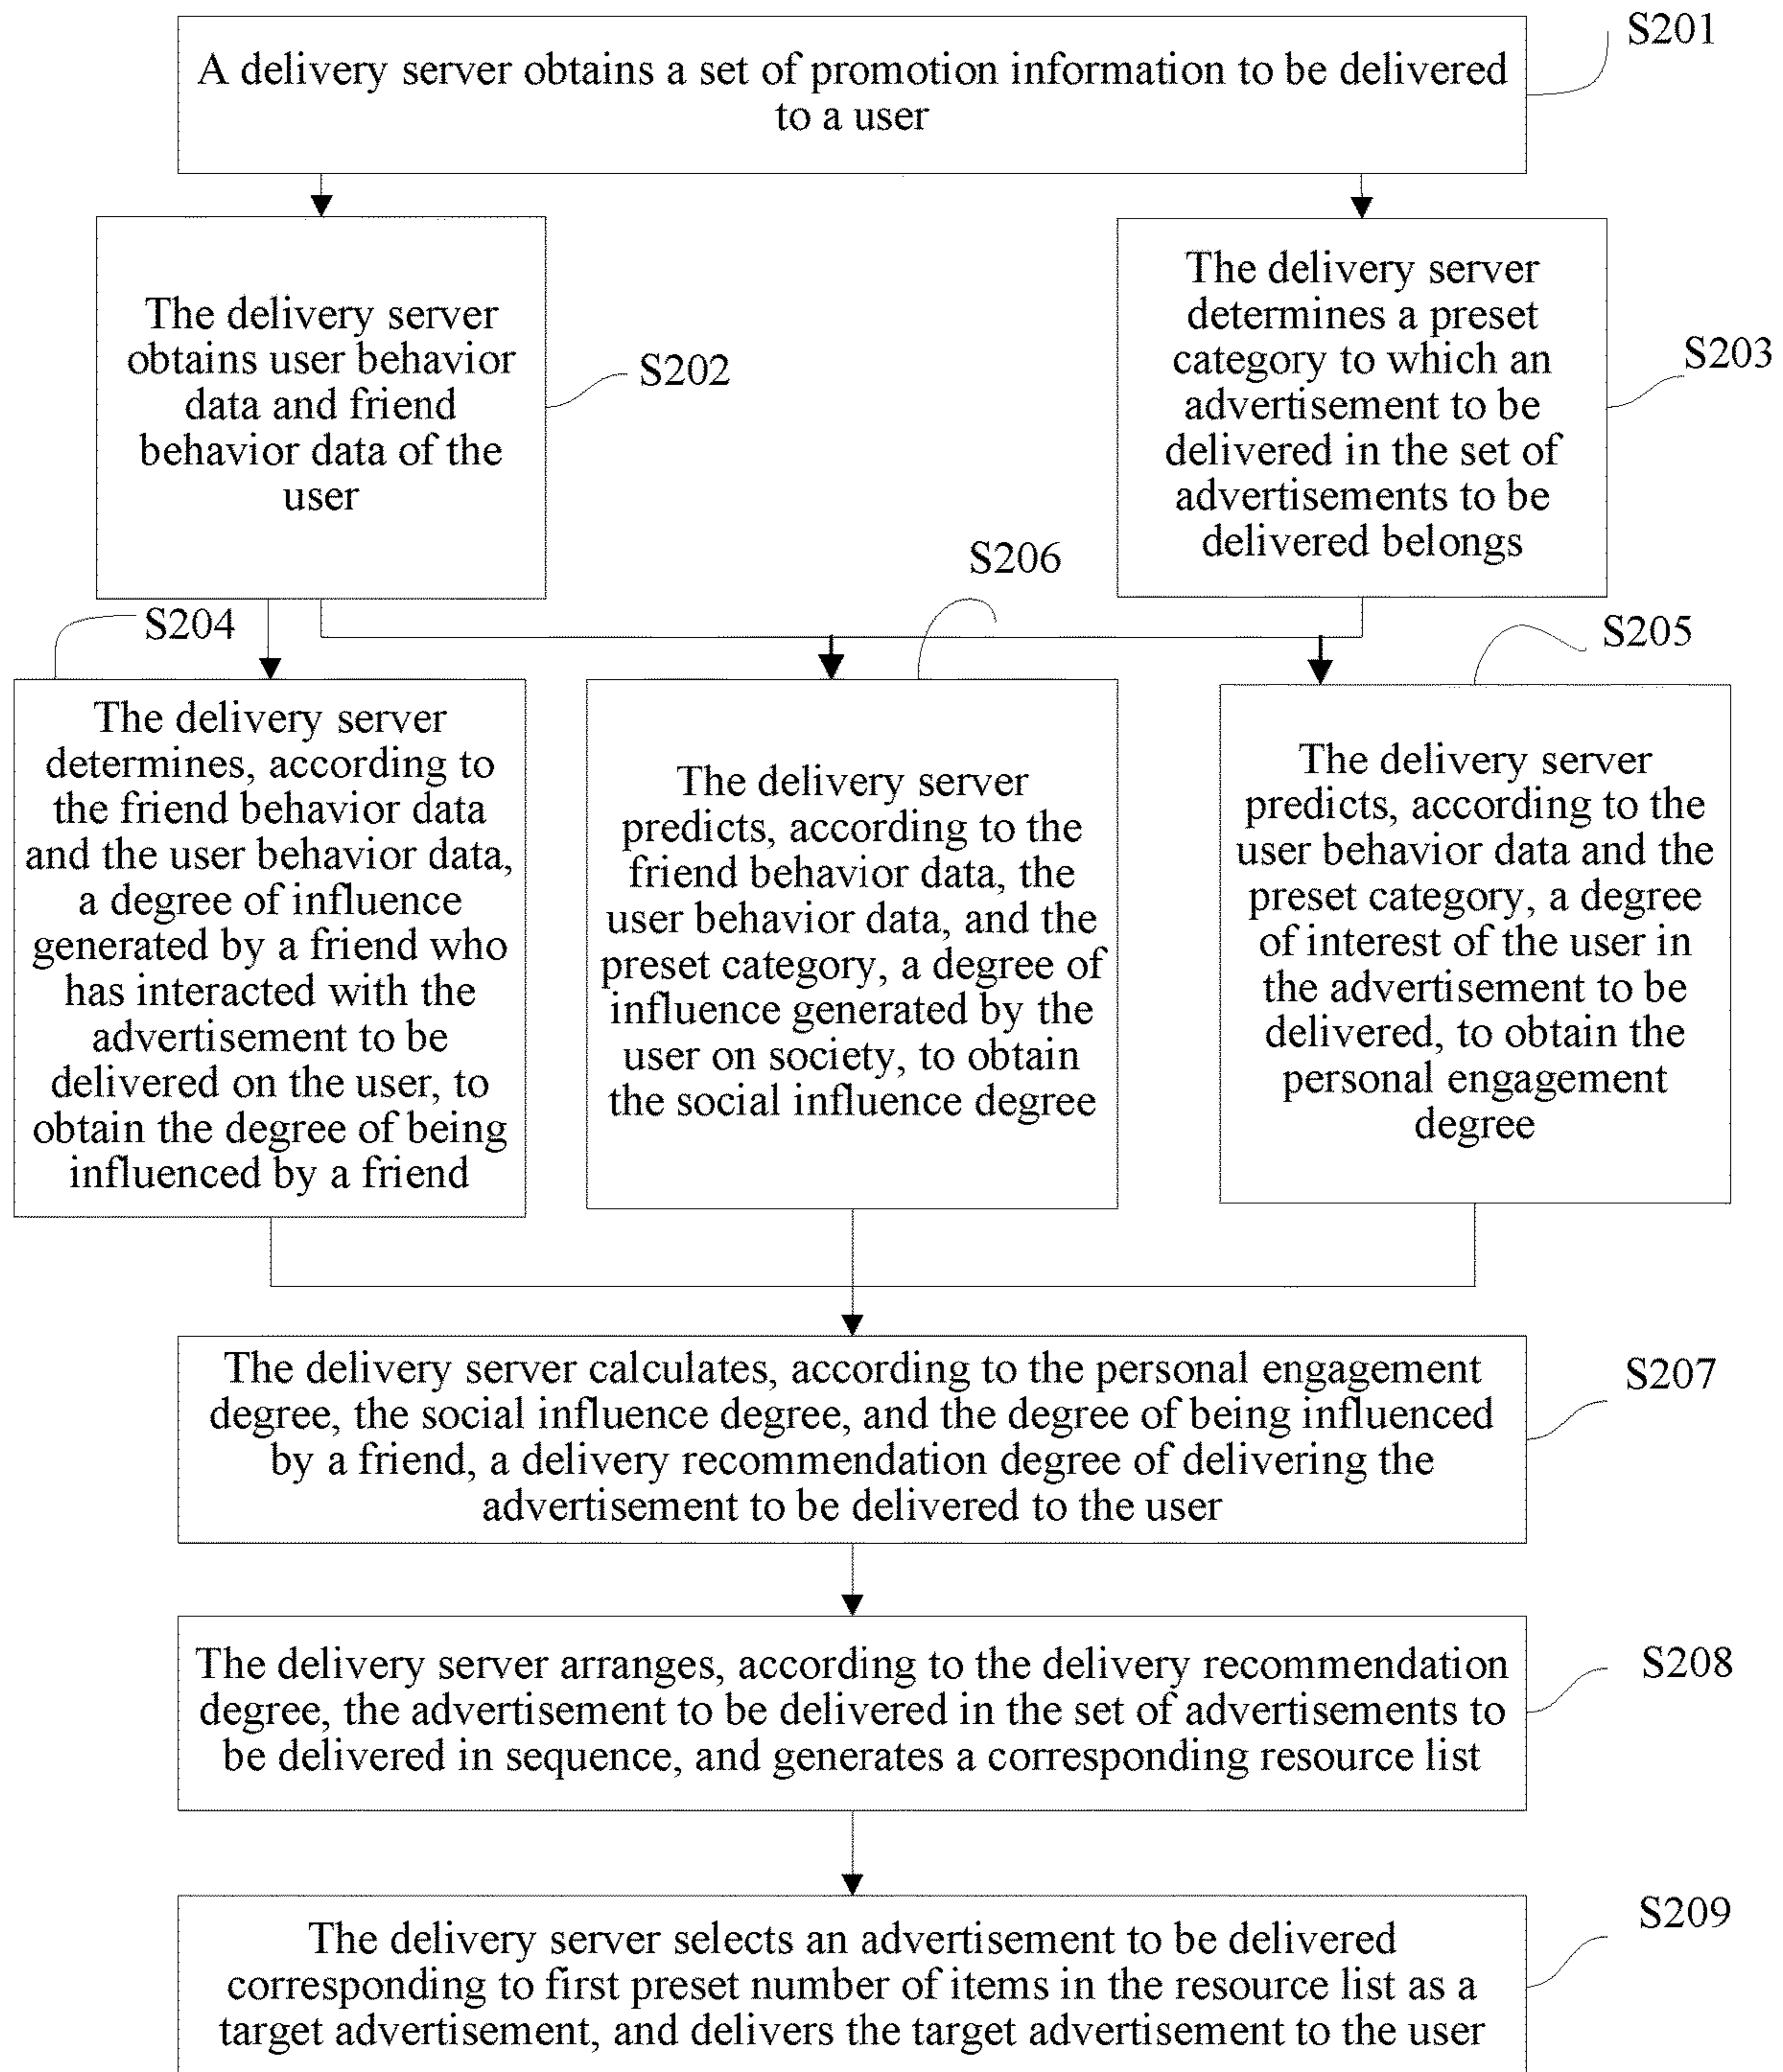 S201
A delivery server obtains a set of promotion information to be delivered
to a user
The delivery server
obtains user behavior
data and friend
behavior data of the
user
S202
The delivery server
determines a preset
category to which an
advertisement to be
delivered in the set of
advertisements to be
delivered belongs
S203
S204
The delivery server
determines, according to
the friend behavior data
and the user behavior data,
a degree of influence
generated by a friend who
has interacted with the
advertisement to be
delivered on the user, to
obtain the degree of being
influenced by a friend
S206
The delivery server
predicts, according to the
friend behavior data, the
user behavior data, and the
preset category, a degree of
influence generated by the
user on society, to obtain
the social influence degree
S205
The delivery server
predicts, according to the
user behavior data and the
preset category, a degree
of interest of the user in
the advertisement to be
delivered, to obtain the
personal engagement
degree
The delivery server calculates, according to the personal engagement
degree, the social influence degree, and the degree of being influenced
by a friend, a delivery recommendation degree of delivering the
advertisement to be delivered to the user
S207
The delivery server arranges, according to the delivery recommendation
degree, the advertisement to be delivered in the set of advertisements to
be delivered in sequence, and generates a corresponding resource list
S208
The delivery server selects an advertisement to be delivered
corresponding to first preset number of items in the resource list as a
target advertisement, and delivers the target advertisement to the user
S209